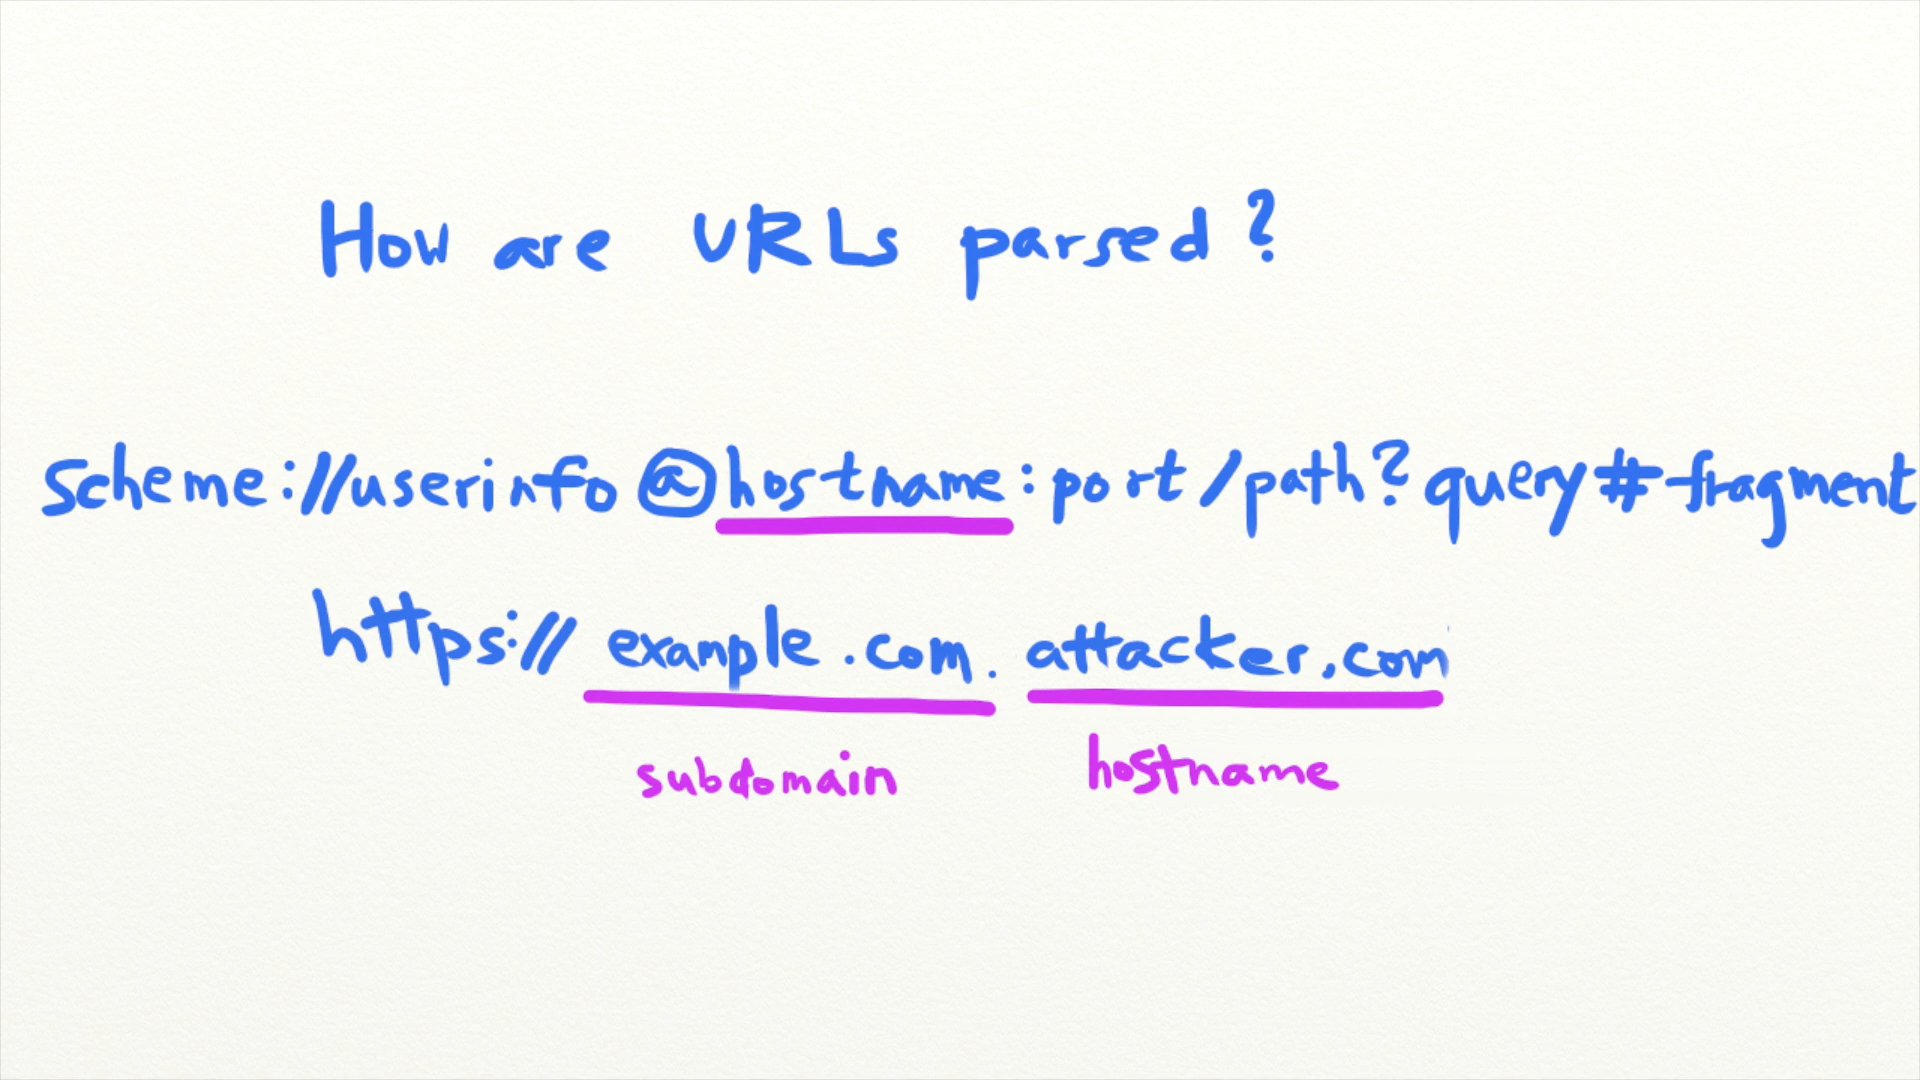 How are URLs parsed?
scheme://userinfo@hostname:port/path?query#fragment
https://example.com.attacker.com
subdomain hostname